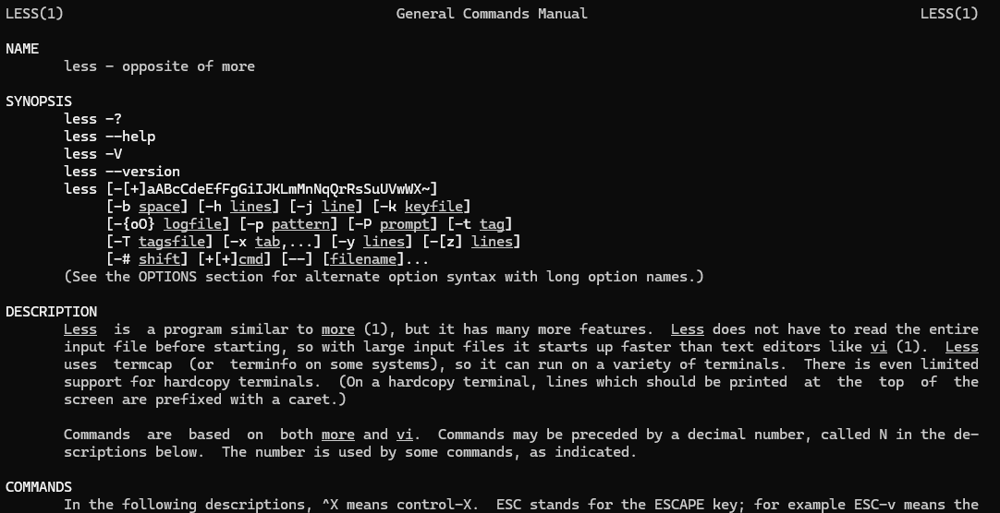 LESS(1) General Commands Manual LESS(1)
NAME
less - opposite of more
SYNOPSIS
less -?
less --help
less -V
less --version
less [-[+]aABcCdeEfFgGiIJKLmMnNqQrRsSuUVwWX~]
[-b space] [-h lines] [-j line] [-k keyfile]
[-{oO} logfile] [-p pattern] [-P prompt] [-t tag]
[-T tagsfile] [-x tab,...] [-y lines] [-[z] lines]
[-# shift] [+[+]cmd] [--] [filename]...
(See the OPTIONS section for alternate option syntax with long option names.)
DESCRIPTION
Less is a program similar to more (1), but it has many more features. Less does not have to read the entire
input file before starting, so with large input files it starts up faster than text editors like vi (1). Less
uses termcap (or terminfo on some systems), so it can run on a variety of terminals. There is even limited
support for hardcopy terminals. (On a hardcopy terminal, lines which should be printed at the top of the
screen are prefixed with a caret.)
Commands are based on both more and vi. Commands may be preceded by a decimal number, called N in the de-
scriptions below. The number is used by some commands, as indicated.
COMMANDS
In the following descriptions, ^X means control-X. ESC stands for the ESCAPE key; for example ESC-v means the